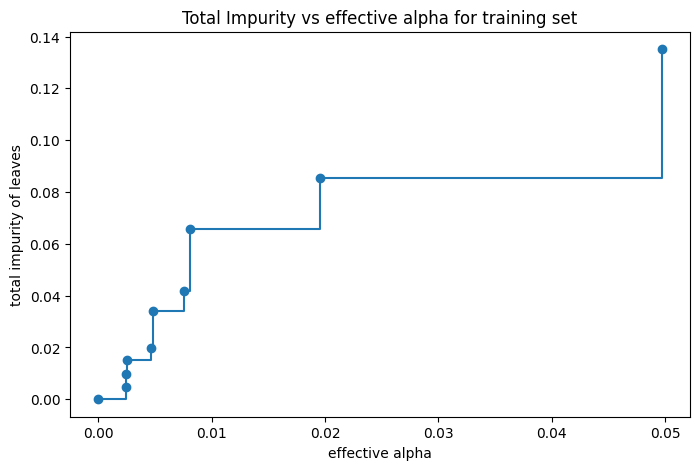 Total Impurity vs effective alpha for training set
total impurity of leaves
0.14
0.12
0.10
0.08
0.06
0.04
0.02
0.00
0.00 0.01 0.02 0.03 0.04 0.05
effective alpha